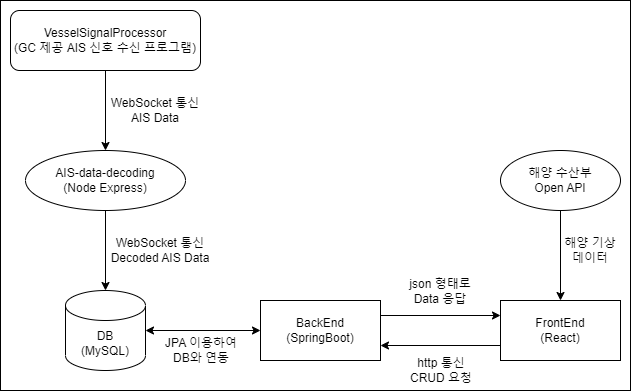 VesselSignalProcessor
(GC 제공 AIS 신호 수신 프로그램)
WebSocket 통신
AIS Data
AIS-data-decoding
(Node Express)
해양 수산부
Open API
WebSocket 통신
Decoded AIS Data
해양 기상
데이터
json 형태로
Data 응답
DB
(MySQL)
JPA 이용하여
DB와 연동
BackEnd
(SpringBoot)
FrontEnd
(React)
http 통신
CRUD 요청